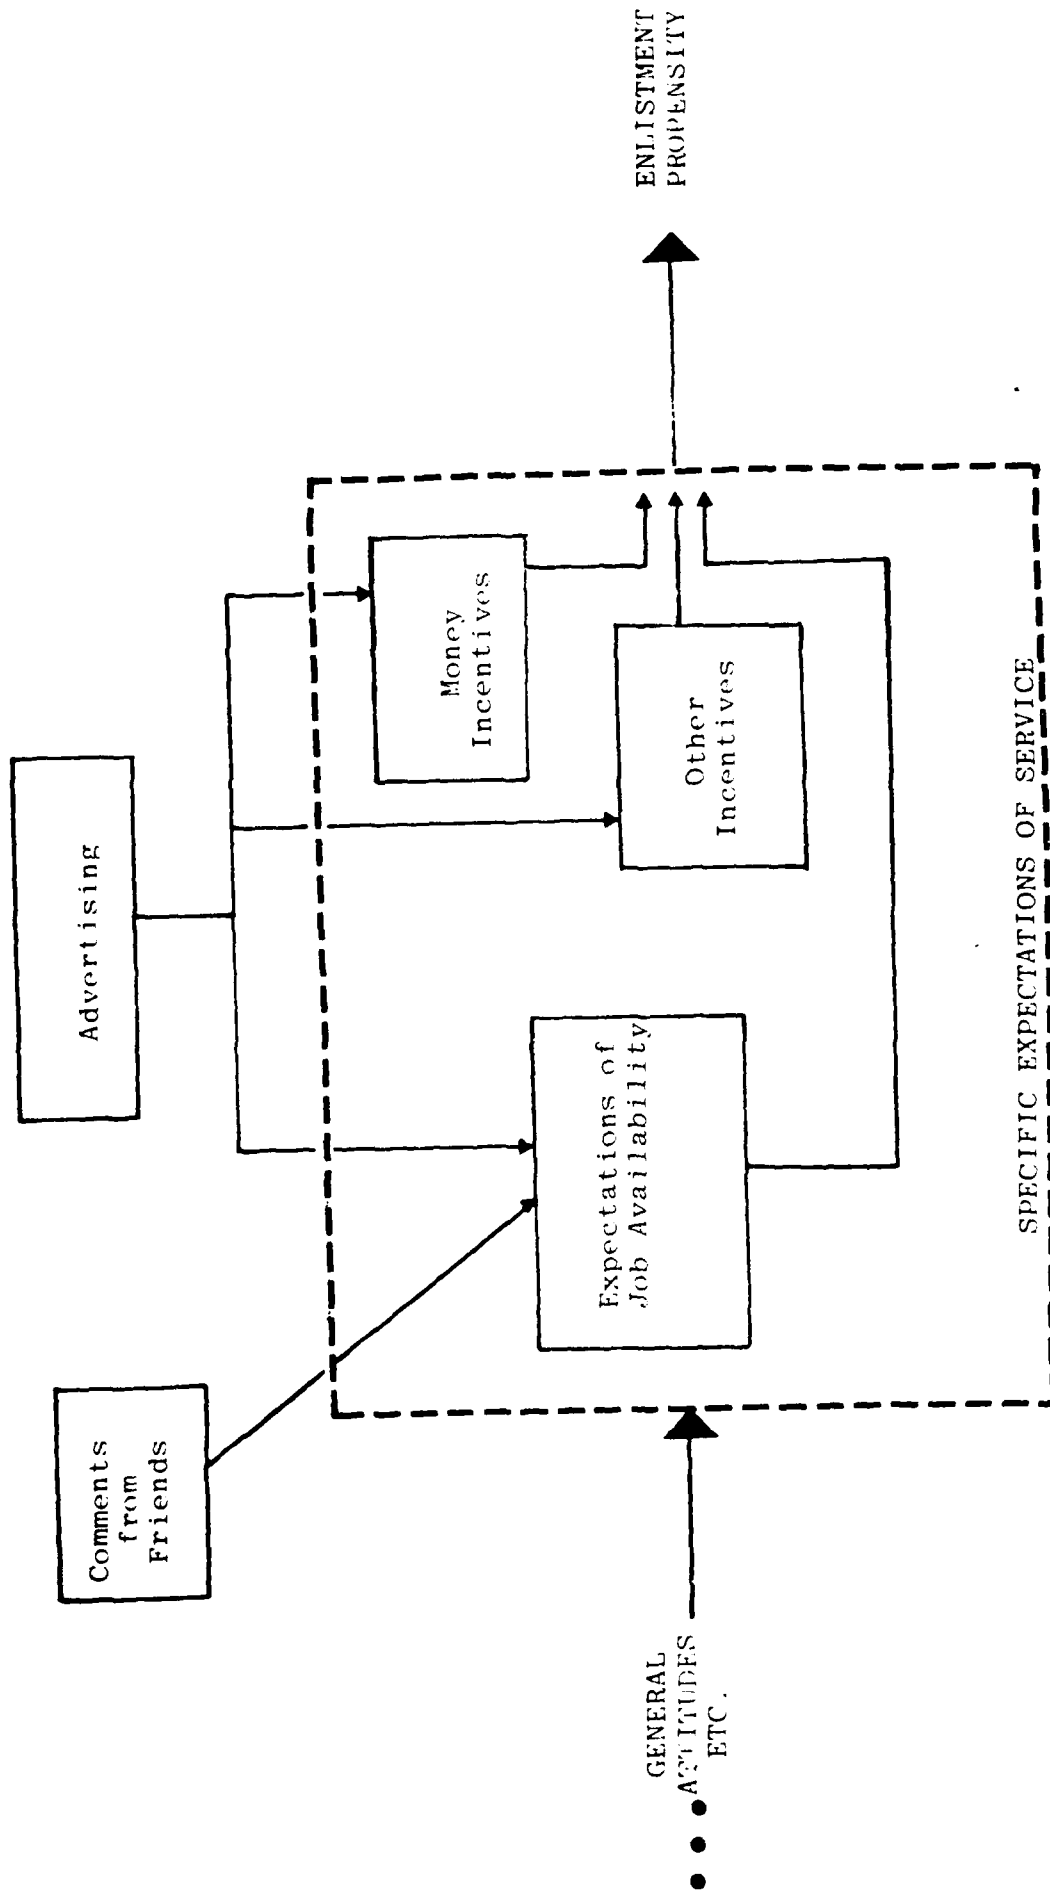 Comments
from
Friends
Advertising
Money
Incentives
Other
Incentives
Expectations of
Job Availability
GENERAL
ATTITUDES
ETC.
SPECIFIC EXPECTATIONS OF SERVICE
ENLISTMENT
PROPENSITY